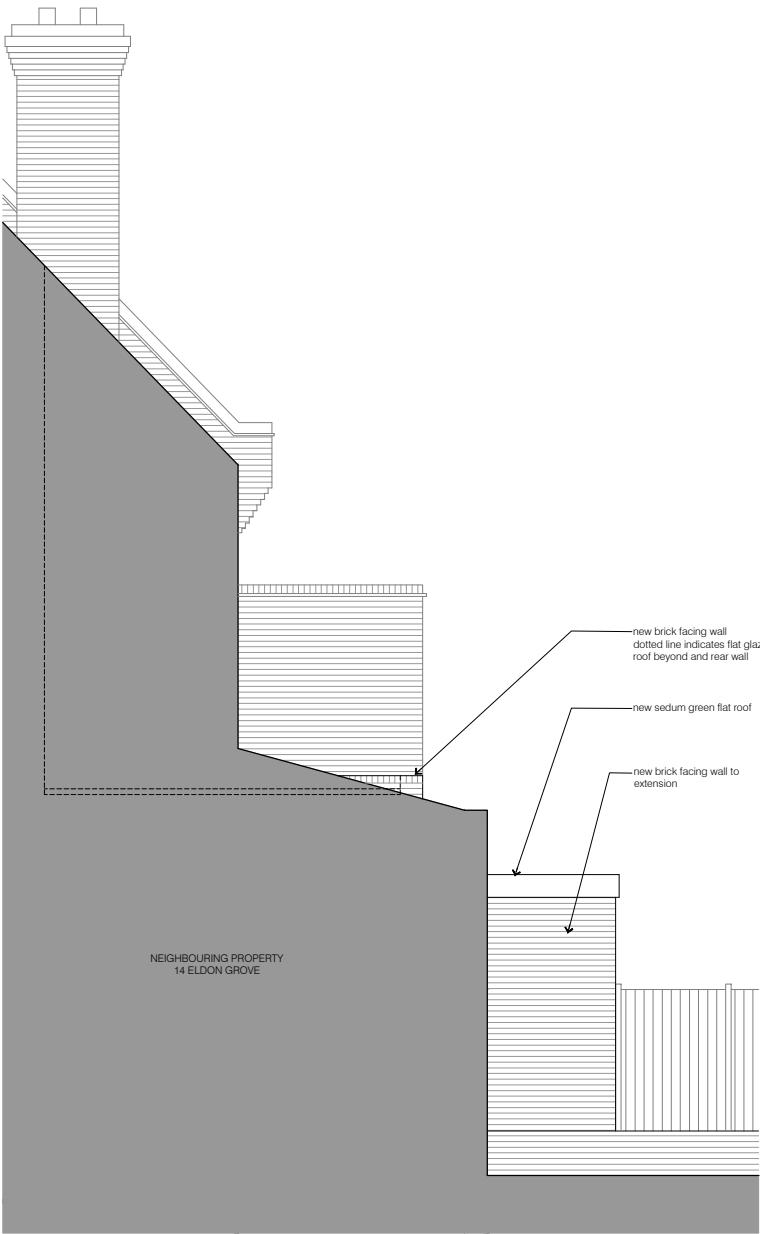 new brick facing wall
dotted line indicates flat
roof beyond and rear wall
new sedum green flat roof
new brick facing wall to
extension
NEIGHBOURING PROPERTY
14 ELDON GROVE